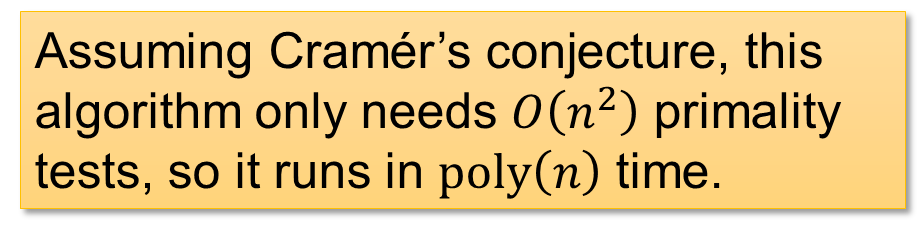 Assuming Cramér’s conjecture, this
algorithm only needs 𝑂(𝑛²) primality
tests, so it runs in poly(𝑛) time.